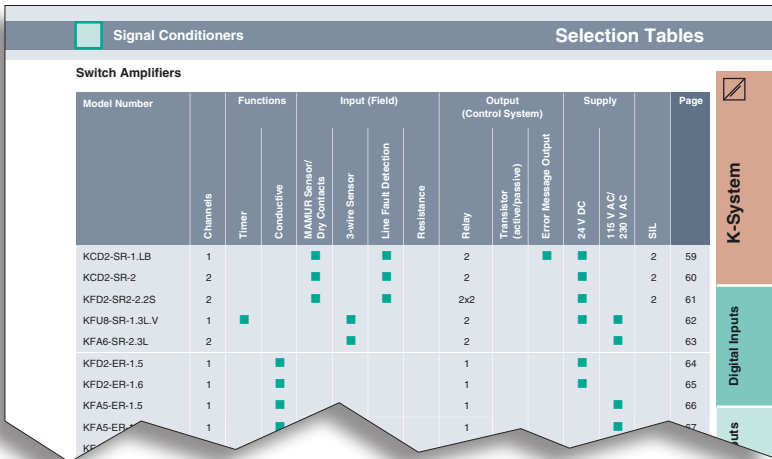 Signal Conditioners
Selection Tables
Switch Amplifiers
Model Number Functions Input (Field) Output Supply Page
(Control System)
Channels
Timer
Conductive
MAMUR Sensor/
Dry Contacts
3-wire Sensor
Line Fault Detection
Resistance
Relay
Transistor
(active/passive)
Error Message Output
24 V DC
115 V AC/
230 V AC
SIL
KCD2-SR-1.LB 1 ■ ■ 2 ■ ■ 2 59
KCD2-SR-2 2 ■ ■ 2 ■ 2 60
KFD2-SR2-2.2S 2 ■ ■ 2x2 ■ 2 61
KFU8-SR-1.3L.V 1 ■ ■ 2 ■ ■ 62
KFA6-SR-2.3L 2 ■ 2 ■ 63
KFD2-ER-1.5 1 ■ 1 ■ 64
KFD2-ER-1.6 1 ■ 1 ■ 65
KFA5-ER-1.5 1 ■ 1 ■ 66
1 ■ 1 ■ 67
K-System
Digital Inputs